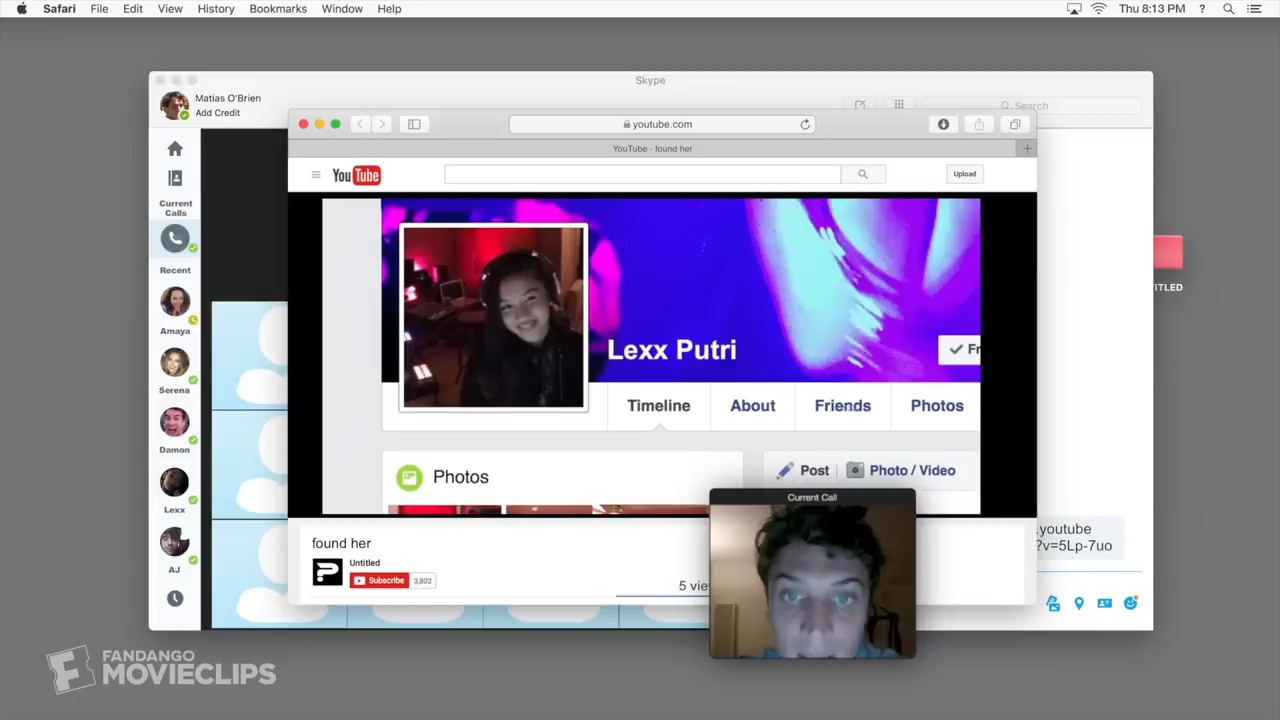 Safari File Edit View History Bookmarks Window Help
Thu 8:13 PM ?
Skype
Matias O'Brien
Add Credit
Search
youtube.com
YouTube - found her
YouTube
Upload
Current
Calls
Recent
Amaya
Serena
Damon
Lexx
AJ
Lexx Putri
Fr
Timeline About Friends Photos
Photos
Post Photo / Video
Current Call
found her
Untitled
Subscribe 3,802
5 vie
.youtube
?v=5Lp-7uo
TITLED
FANDANGO
MOVIECLIPS